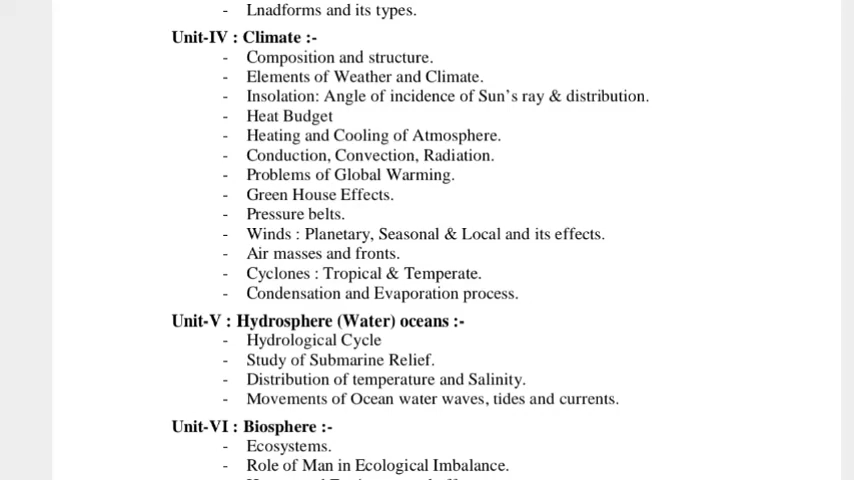 - Lnadforms and its types.
Unit-IV : Climate :-
- Composition and structure.
- Elements of Weather and Climate.
- Insolation: Angle of incidence of Sun’s ray & distribution.
- Heat Budget
- Heating and Cooling of Atmosphere.
- Conduction, Convection, Radiation.
- Problems of Global Warming.
- Green House Effects.
- Pressure belts.
- Winds : Planetary, Seasonal & Local and its effects.
- Air masses and fronts.
- Cyclones : Tropical & Temperate.
- Condensation and Evaporation process.
Unit-V : Hydrosphere (Water) oceans :-
- Hydrological Cycle
- Study of Submarine Relief.
- Distribution of temperature and Salinity.
- Movements of Ocean water waves, tides and currents.
Unit-VI : Biosphere :-
- Ecosystems.
- Role of Man in Ecological Imbalance.